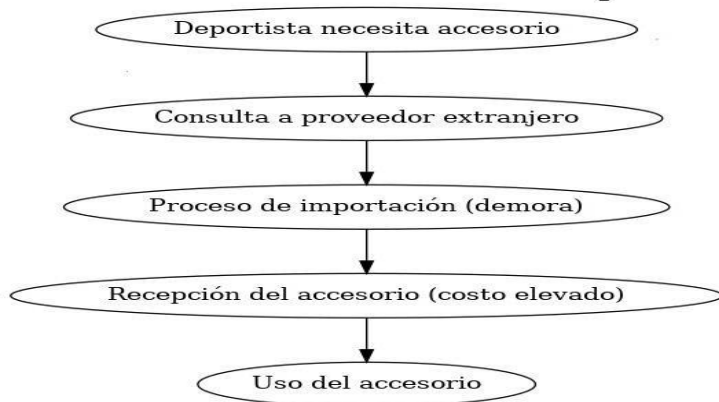 Deportista necesita accesorio
Consulta a proveedor extranjero
Proceso de importación (demora)
Recepción del accesorio (costo elevado)
Uso del accesorio